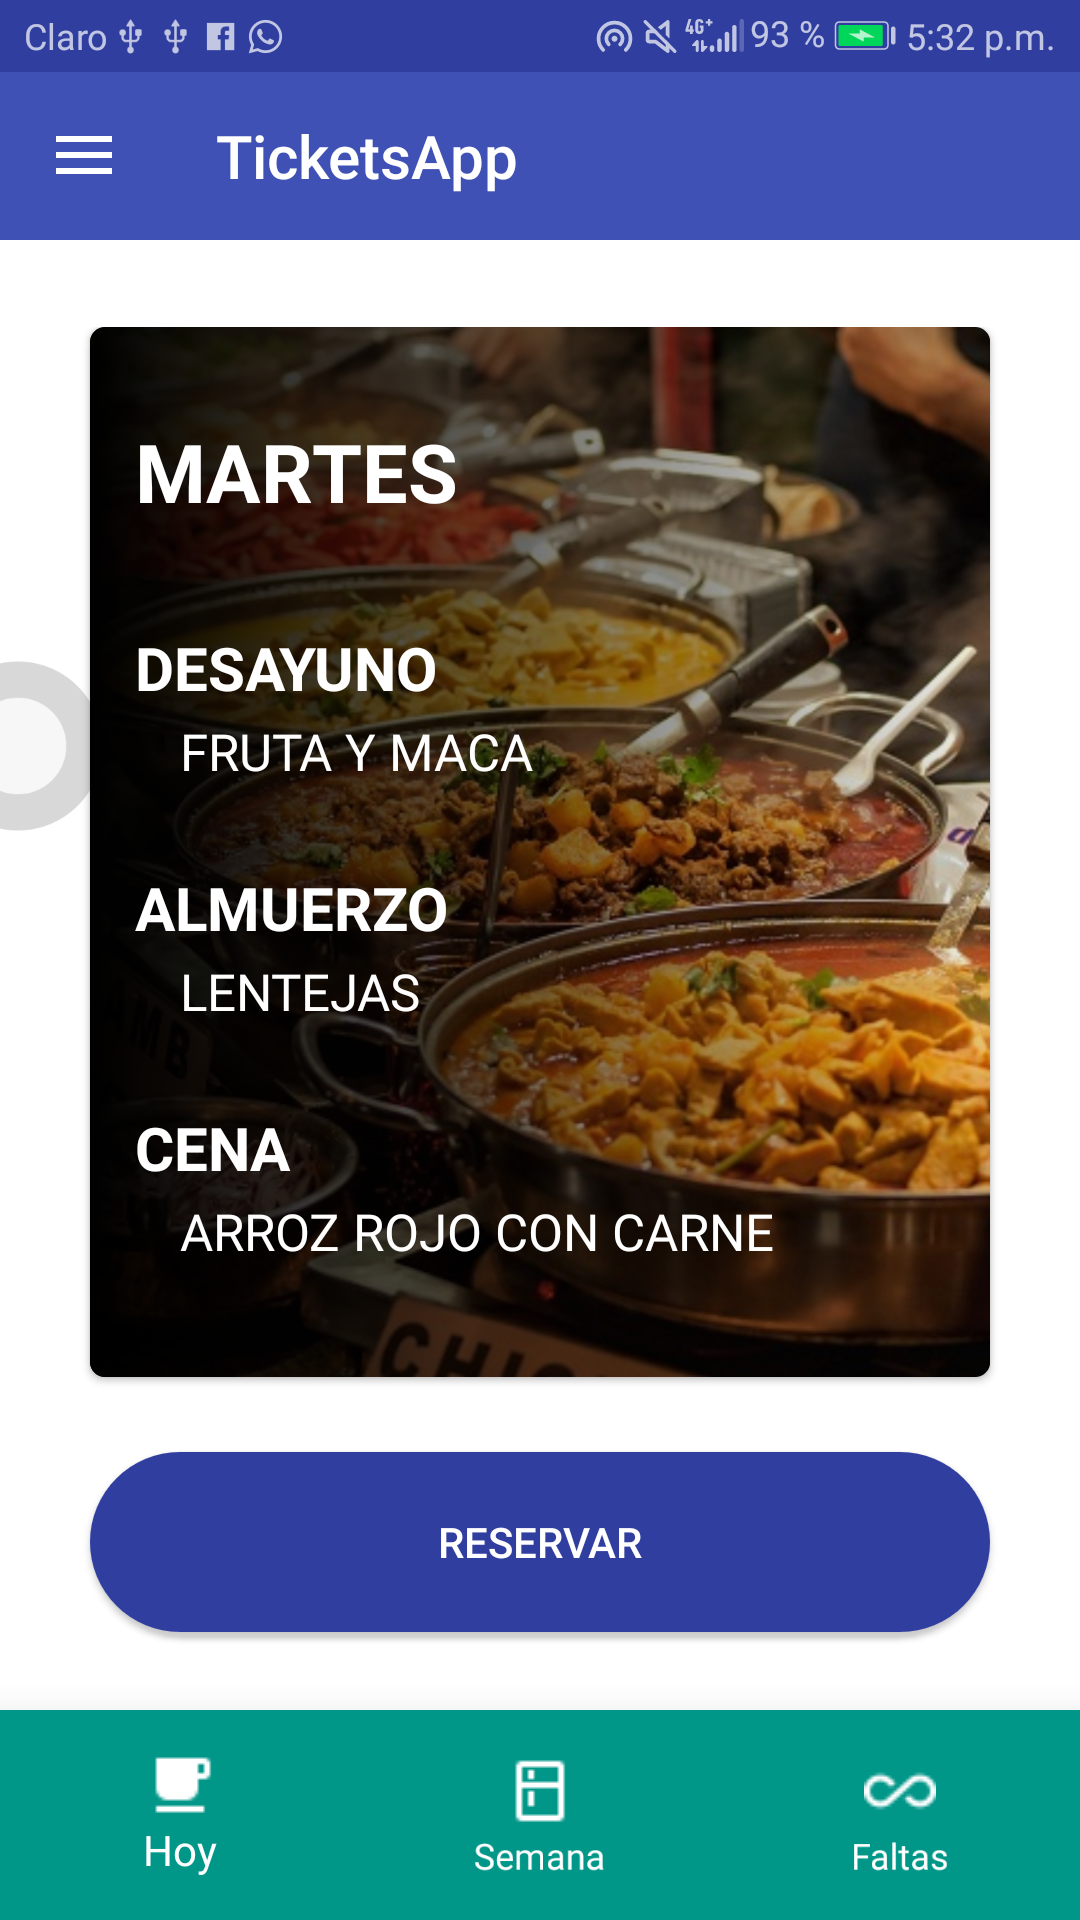 Claro 4G+ 93 % 5:32 p.m.
TicketsApp
MARTES
DESAYUNO
FRUTA Y MACA
ALMUERZO
LENTEJAS
CENA
ARROZ ROJO CON CARNE
RESERVAR
Hoy Semana Faltas